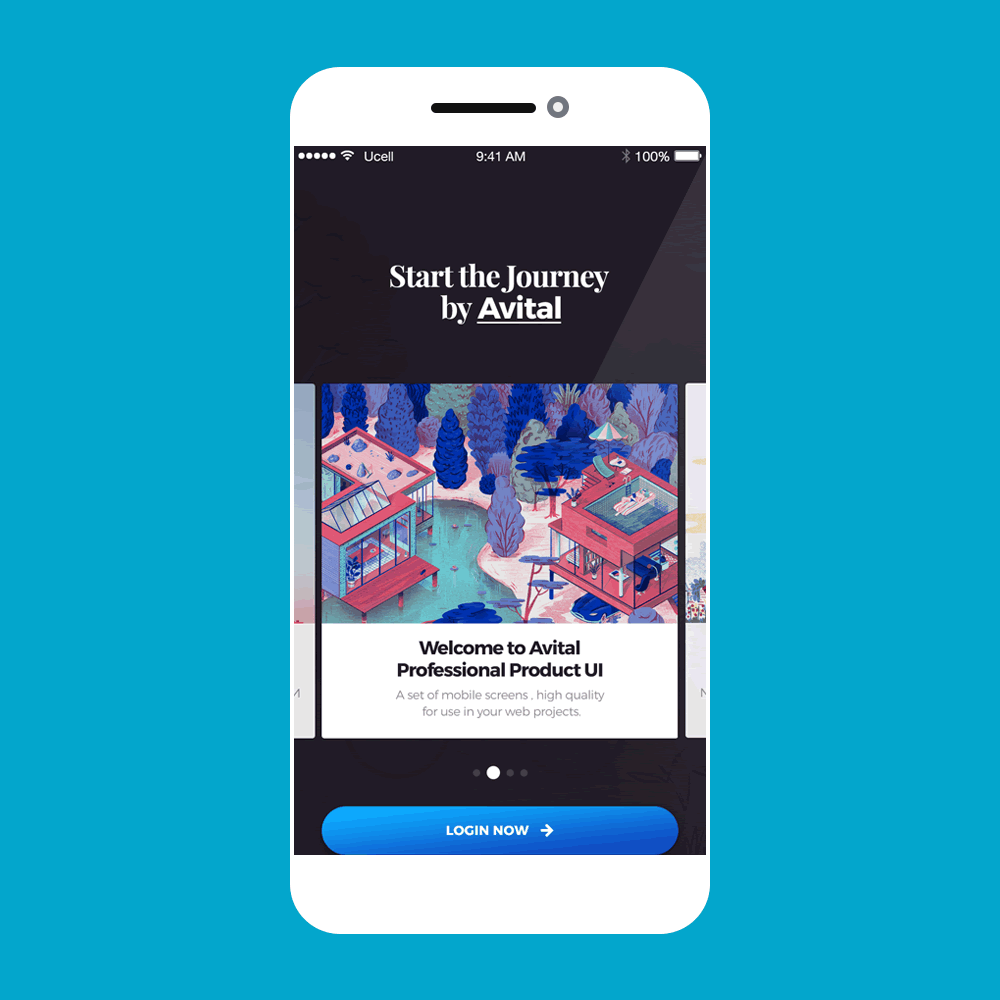 Ucell 9:41 AM 100%
Start the Journey
by Avital
Welcome to Avital
Professional Product UI
A set of mobile screens , high quality
for use in your web projects.
LOGIN NOW